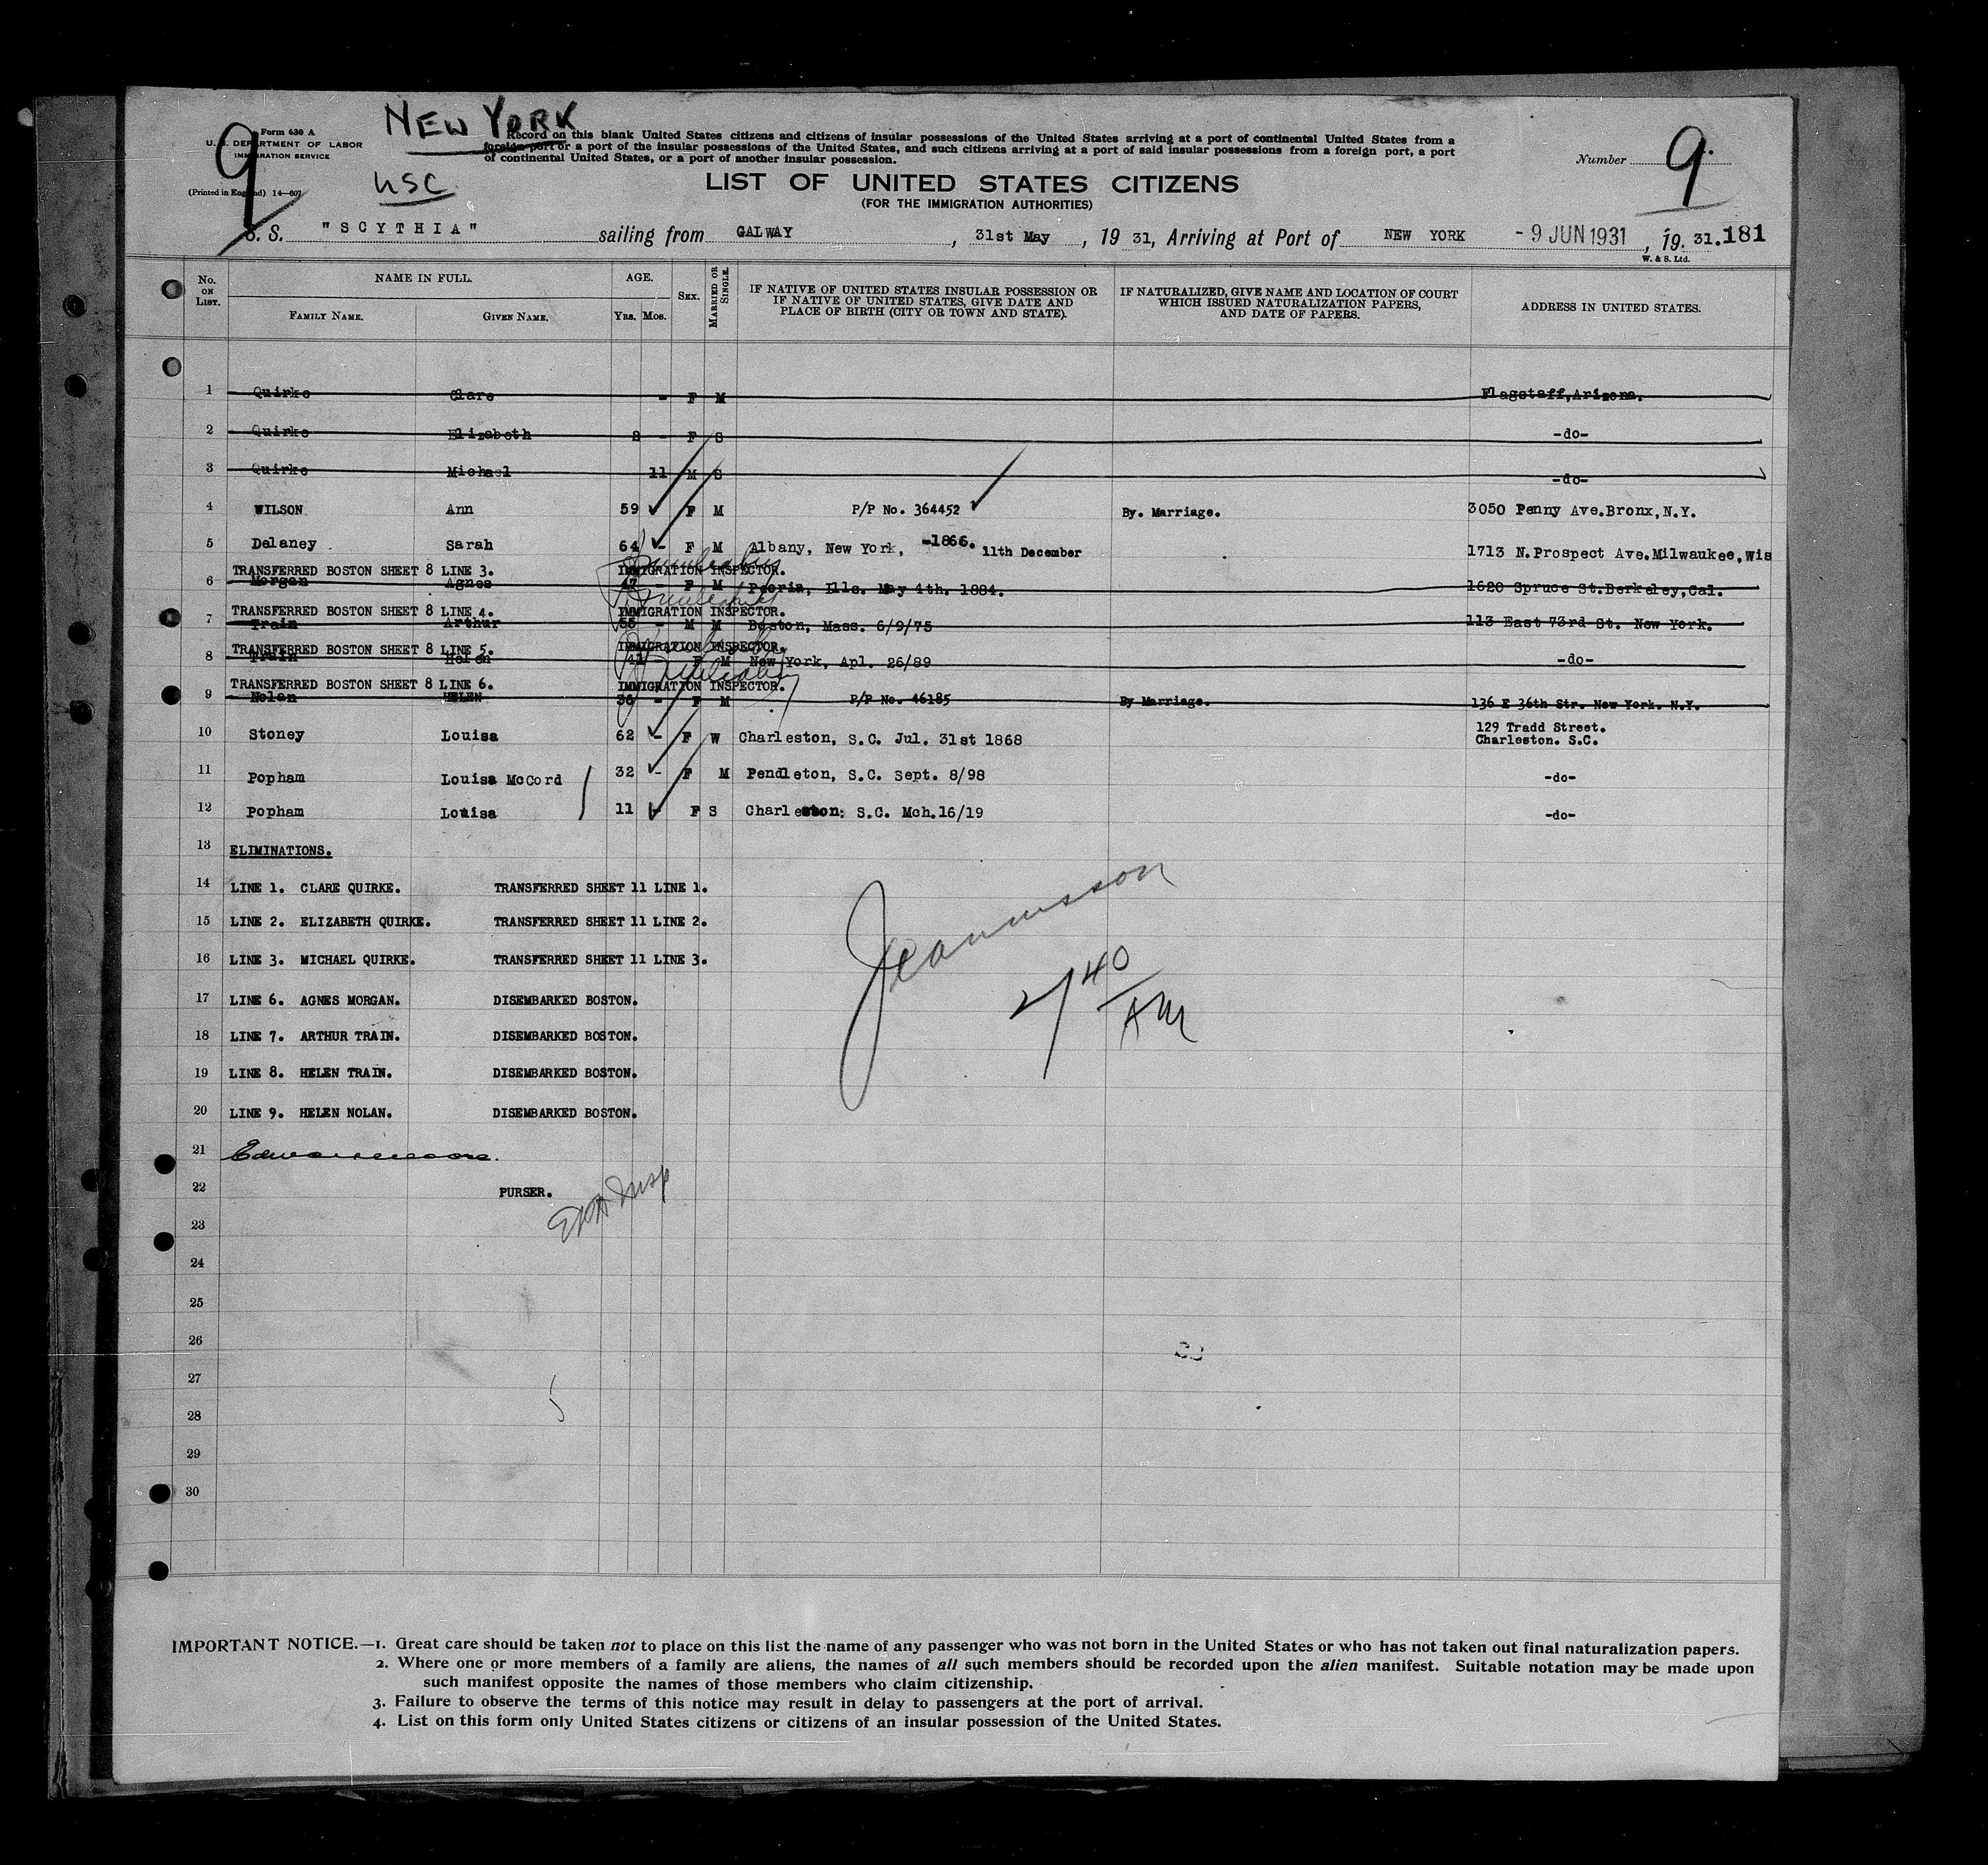 9
NEW YORK
USC
Form 630 A
U. S. DEPARTMENT OF LABOR
IMMIGRATION SERVICE
(Printed in England) 14—607
Record on this blank United States citizens and citizens of insular possessions of the United States arriving at a port of continental United States from a
foreign port or a port of the insular possessions of the United States, and such citizens arriving at a port of said insular possessions from a foreign port, a port
of continental United States, or a port of another insular possession.
Number 9.
LIST OF UNITED STATES CITIZENS
(FOR THE IMMIGRATION AUTHORITIES)
S. S. "SCYTHIA" sailing from GALWAY, 31st May, 19 31, Arriving at Port of NEW YORK - 9 JUN 1931, 19. 31. 181
W. & S. Ltd.
No. ON LIST. NAME IN FULL. FAMILY NAME. GIVEN NAME. AGE. Yrs. Mos. SEX. MARRIED OR SINGLE. IF NATIVE OF UNITED STATES INSULAR POSSESSION OR IF NATIVE OF UNITED STATES, GIVE DATE AND PLACE OF BIRTH (CITY OR TOWN AND STATE). IF NATURALIZED, GIVE NAME AND LOCATION OF COURT WHICH ISSUED NATURALIZATION PAPERS, AND DATE OF PAPERS. ADDRESS IN UNITED STATES.
1 Quirke Clare - F M Flagstaff, Arizona.
2 Quirke Elizabeth 2 - F S -do-
3 Quirke Michael 11 M S -do-
4 WILSON Ann 59 F M P/P No. 364452 By. Marriage. 3050 Penny Ave. Bronx, N.Y.
5 Delaney Sarah 64 - F M Albany, New York, -1866. 11th December 1713 N. Prospect Ave. Milwaukee, Wis
TRANSFERRED BOSTON SHEET 8 LINE 3. IMMIGRATION INSPECTOR.
6 Morgan Agnes 47 - F M Peoria, Ills. May 4th. 1884. 1620 Spruce St. Berkeley, Cal.
TRANSFERRED BOSTON SHEET 8 LINE 4. IMMIGRATION INSPECTOR.
7 Train Arthur 55 - M M Boston, Mass. 6/9/75 113 East 73rd St. New York.
TRANSFERRED BOSTON SHEET 8 LINE 5. IMMIGRATION INSPECTOR.
8 Train Helen 41 F M New York, Apl. 26/89 -do-
TRANSFERRED BOSTON SHEET 8 LINE 6. IMMIGRATION INSPECTOR.
9 Nolan HELEN 36 - F M P/P No. 46185 By Marriage. 136 E 36th Str. New York. N.Y.
10 Stoney Louisa 62 - F W Charleston, S.C. Jul. 31st 1868 129 Tradd Street. Charleston. S.C.
11 Popham Louisa McCord 32 - F M Pendleton, S.C. Sept. 8/98 -do-
12 Popham Louisa 11 - F S Charleston: S.C. Mch. 16/19 -do-
13 ELIMINATIONS.
14 LINE 1. CLARE QUIRKE. TRANSFERRED SHEET 11 LINE 1.
15 LINE 2. ELIZABETH QUIRKE. TRANSFERRED SHEET 11 LINE 2.
16 LINE 3. MICHAEL QUIRKE. TRANSFERRED SHEET 11 LINE 3.
17 LINE 6. AGNES MORGAN. DISEMBARKED BOSTON.
18 LINE 7. ARTHUR TRAIN. DISEMBARKED BOSTON.
19 LINE 8. HELEN TRAIN. DISEMBARKED BOSTON.
20 LINE 9. HELEN NOLAN. DISEMBARKED BOSTON.
740 AM
21
22 PURSER.
23
24
25
26
27
28
29
30
IMPORTANT NOTICE.—1. Great care should be taken not to place on this list the name of any passenger who was not born in the United States or who has not taken out final naturalization papers.
2. Where one or more members of a family are aliens, the names of all such members should be recorded upon the alien manifest. Suitable notation may be made upon
such manifest opposite the names of those members who claim citizenship.
3. Failure to observe the terms of this notice may result in delay to passengers at the port of arrival.
4. List on this form only United States citizens or citizens of an insular possession of the United States.